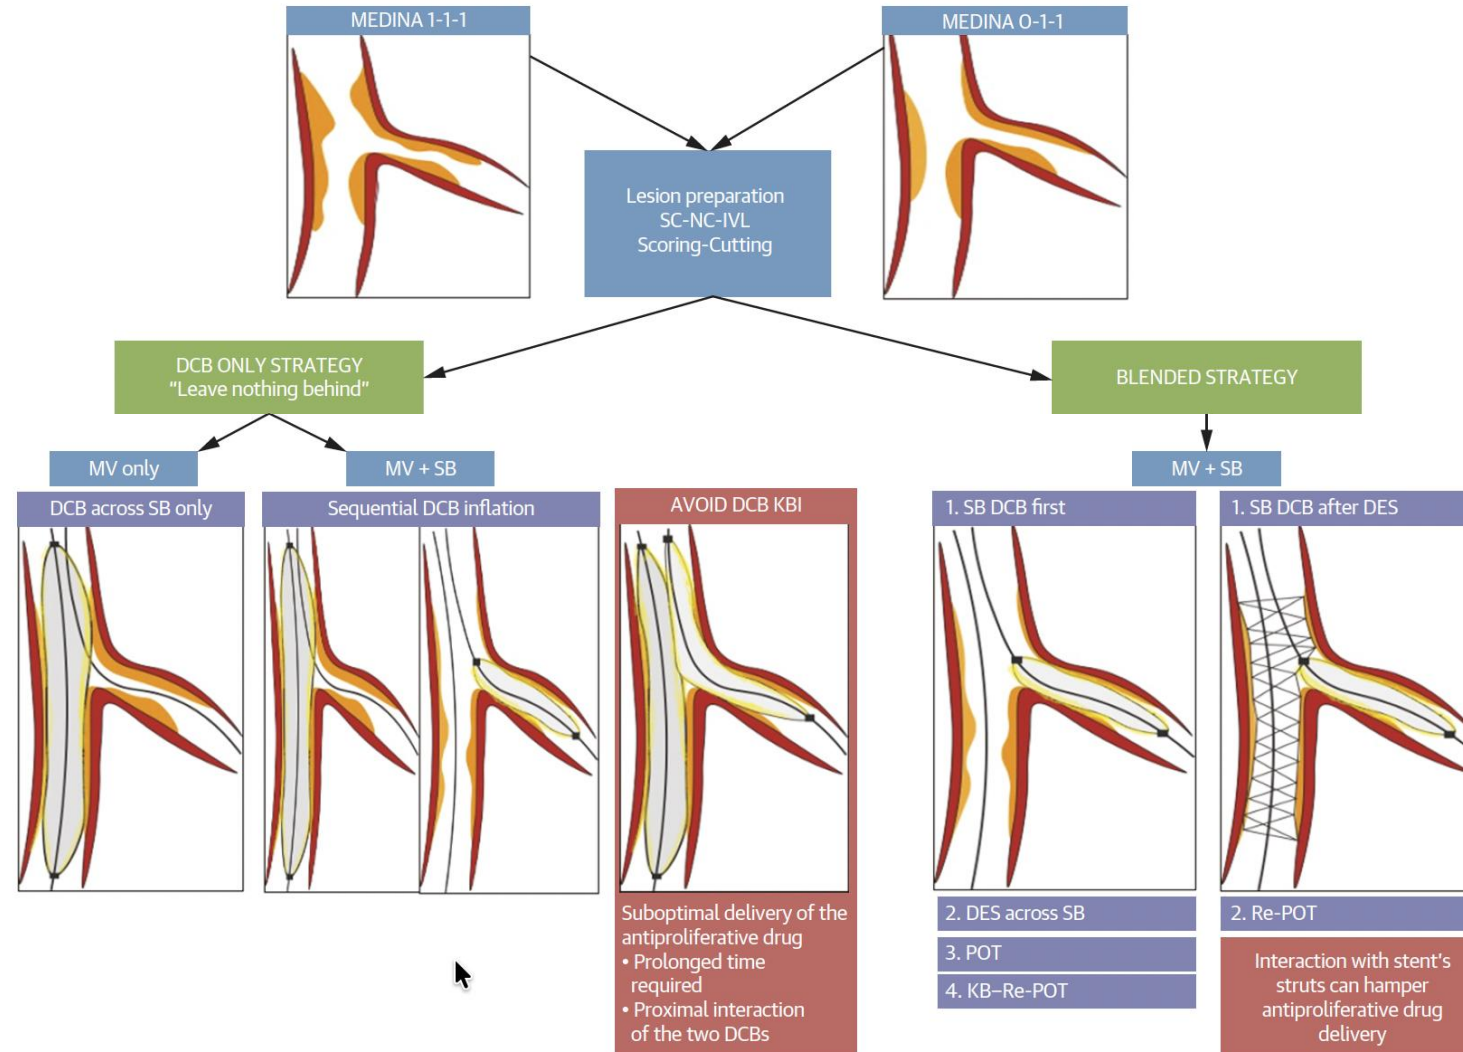 MEDINA 1-1-1
MEDINA 0-1-1
Lesion preparation
SC-NC-IVL
Scoring-Cutting
DCB ONLY STRATEGY
“Leave nothing behind”
BLENDED STRATEGY
MV only
MV + SB
MV + SB
DCB across SB only
Sequential DCB inflation
AVOID DCB KBI
1. SB DCB first
1. SB DCB after DES
Suboptimal delivery of the
antiproliferative drug
• Prolonged time
required
• Proximal interaction
of the two DCBs
2. DES across SB
3. POT
4. KB–Re-POT
2. Re-POT
Interaction with stent's
struts can hamper
antiproliferative drug
delivery